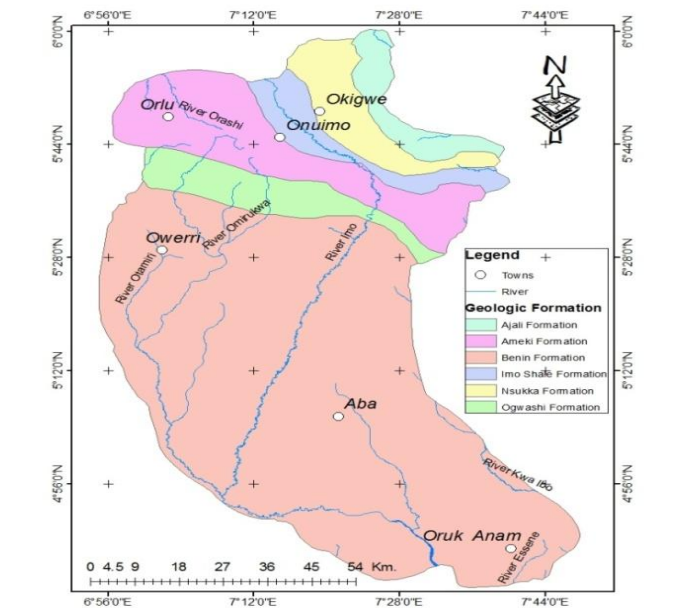 6°56'0"E 7°12'0"E 7°28'0"E 7°44'0"E
6°0'0"N 6°0'0"N
N
Okigwe
Orlu River Orashi
Onuimo
5°44'0"N 5°44'0"N
River Omirukwa
Owerri
River Imo
River Otamiri
5°28'0"N 5°28'0"N
Legend
Towns
River
Geologic Formation
Ajali Formation
Ameki Formation
Benin Formation
Imo Shale Formation
Nsukka Formation
Ogwashi Formation
5°12'0"N 5°12'0"N
Aba
River Kwa Ibo
4°56'0"N 4°56'0"N
Oruk Anam
River Essene
0 4.5 9 18 27 36 45 54 Km.
6°56'0"E 7°12'0"E 7°28'0"E 7°44'0"E